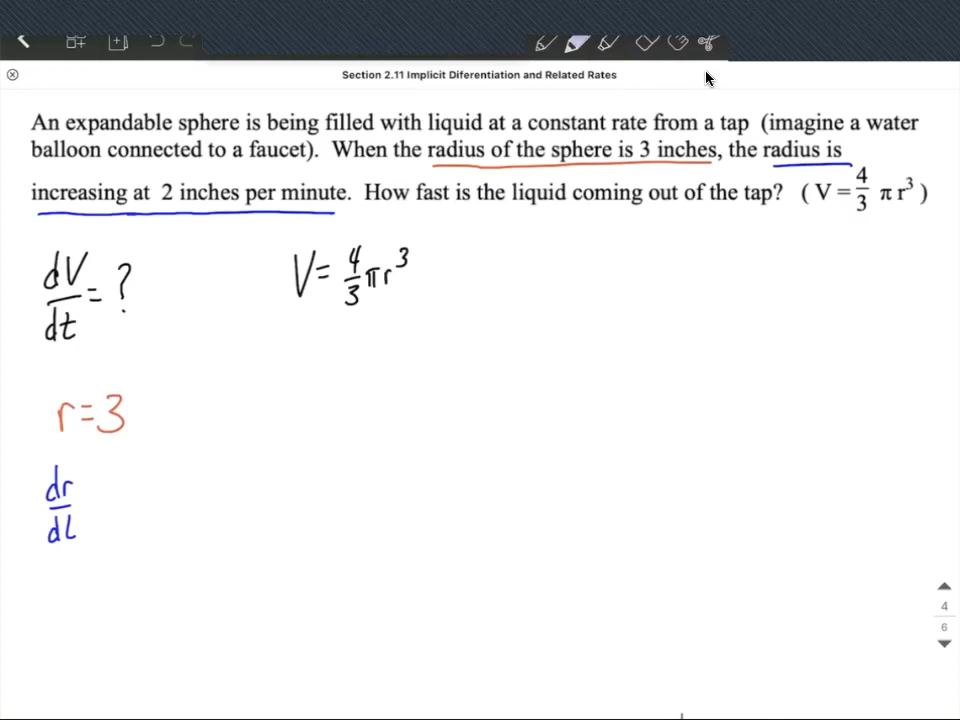 Section 2.11 Implicit Diferentiation and Related Rates
An expandable sphere is being filled with liquid at a constant rate from a tap (imagine a water
balloon connected to a faucet). When the radius of the sphere is 3 inches, the radius is
increasing at 2 inches per minute. How fast is the liquid coming out of the tap? ( V = 4/3 π r³ )
dV/dt = ?
V = 4/3 πr³
r = 3
dr/dl
4
6